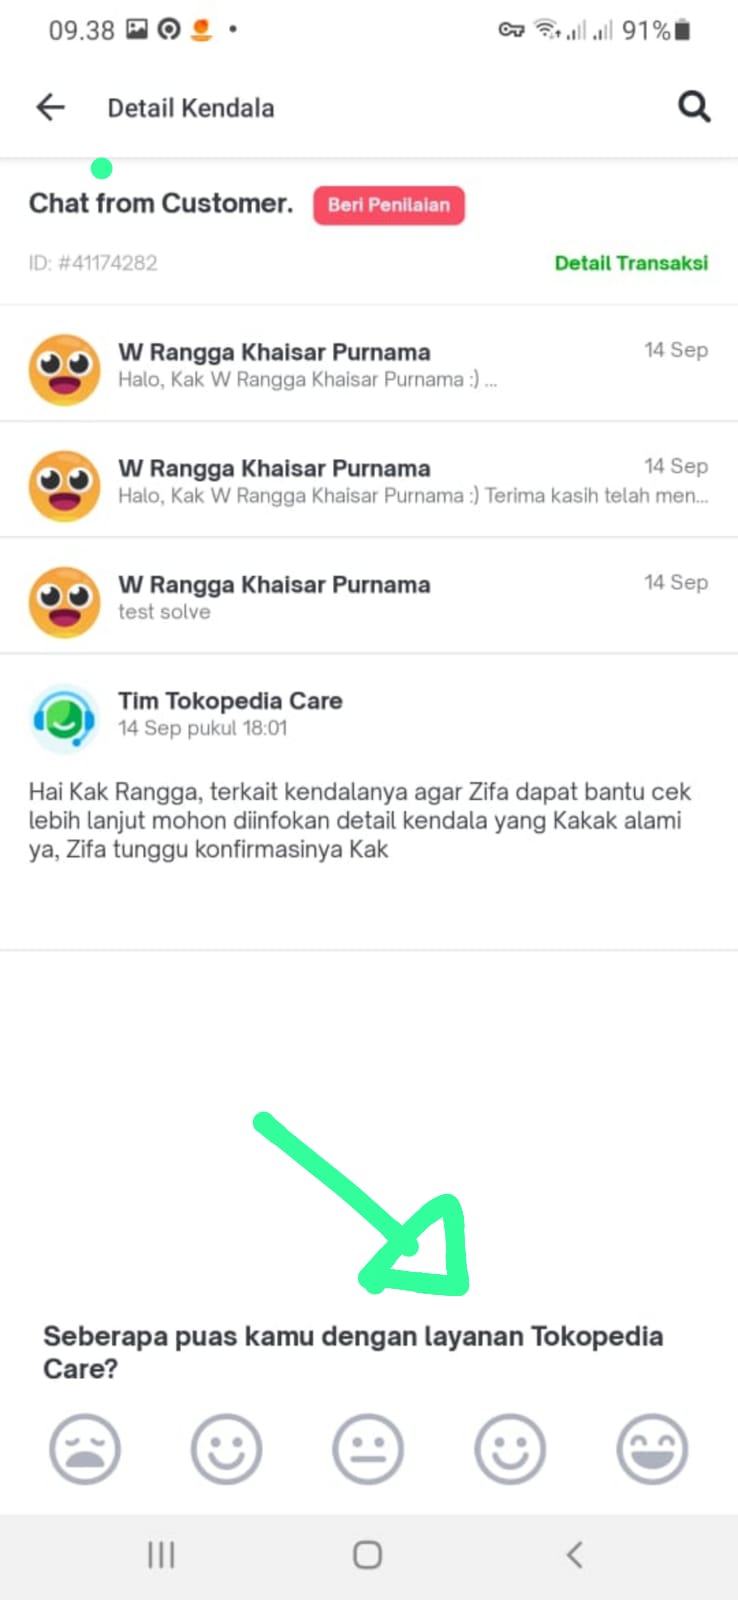 09.38
91%
Detail Kendala
Chat from Customer.
Beri Penilaian
ID: #41174282
Detail Transaksi
W Rangga Khaisar Purnama
14 Sep
Halo, Kak W Rangga Khaisar Purnama :) ...
W Rangga Khaisar Purnama
14 Sep
Halo, Kak W Rangga Khaisar Purnama :) Terima kasih telah men...
W Rangga Khaisar Purnama
14 Sep
test solve
Tim Tokopedia Care
14 Sep pukul 18:01
Hai Kak Rangga, terkait kendalanya agar Zifa dapat bantu cek
lebih lanjut mohon diinfokan detail kendala yang Kakak alami
ya, Zifa tunggu konfirmasinya Kak
Seberapa puas kamu dengan layanan Tokopedia
Care?